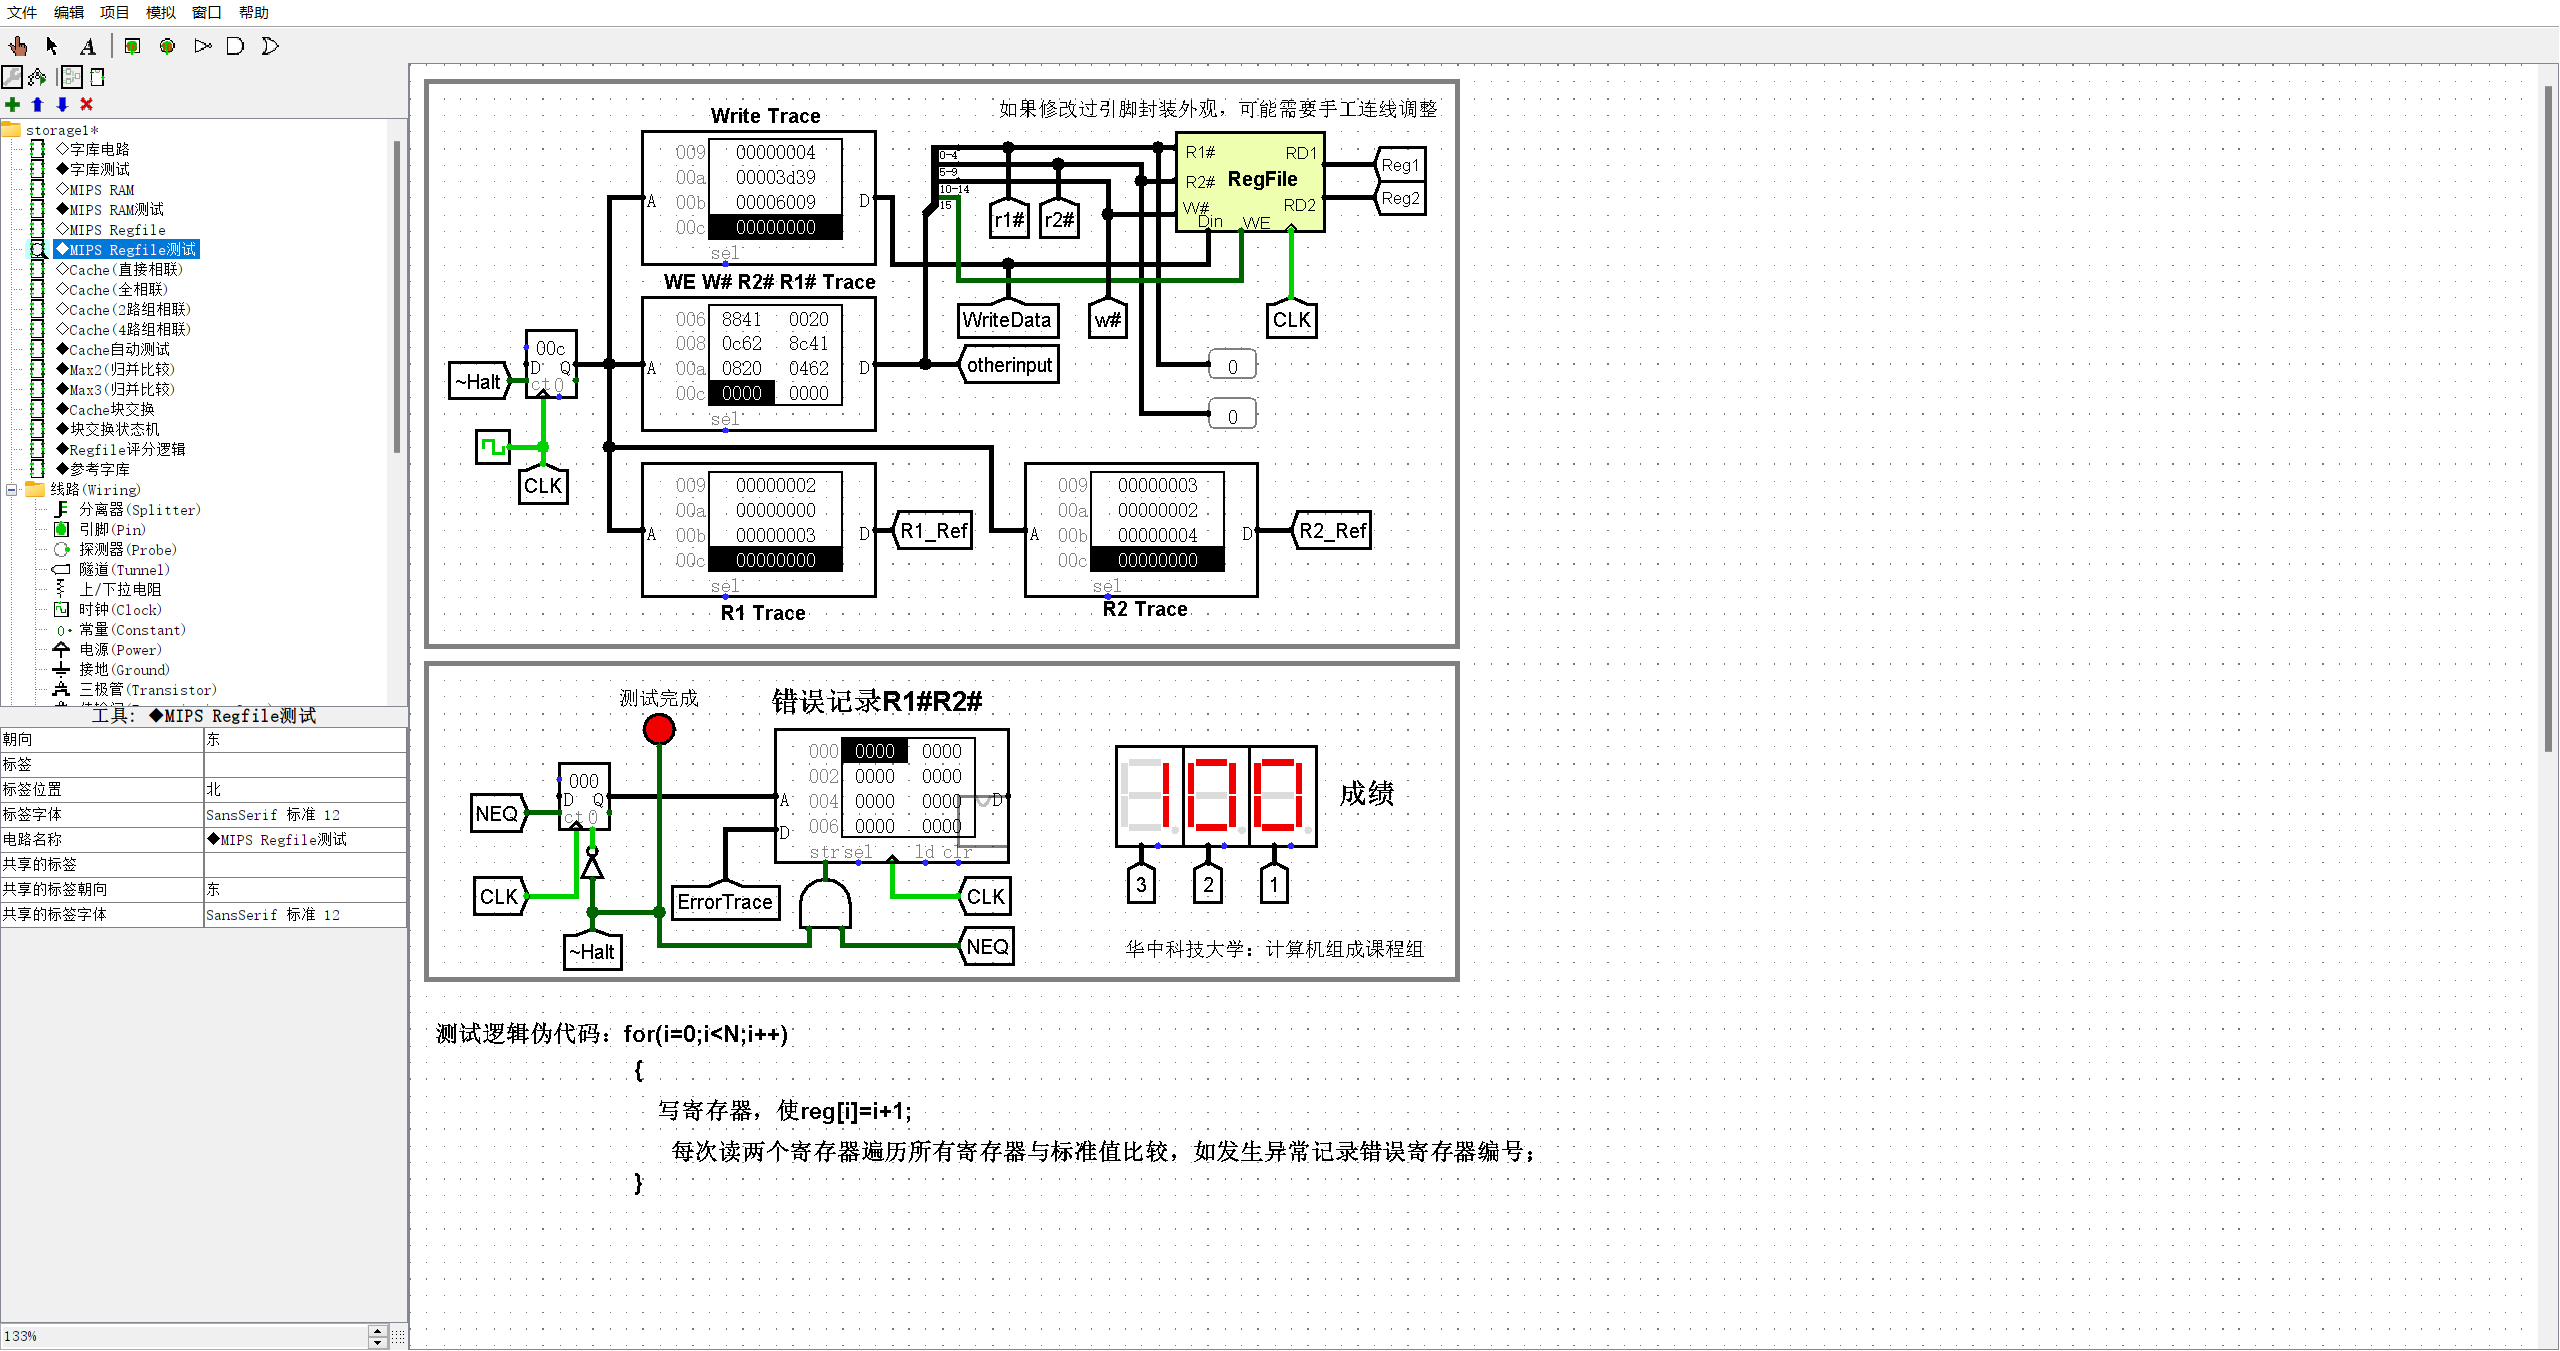 文件 编辑 项目 模拟 窗口 帮助
storage1*
◇字库电路
◆字库测试
◇MIPS RAM
◆MIPS RAM测试
◇MIPS Regfile
◆MIPS Regfile测试
◇Cache(直接相联)
◇Cache(全相联)
◇Cache(2路组相联)
◇Cache(4路组相联)
◆Cache自动测试
◆Max2(归并比较)
◆Max3(归并比较)
◆Cache块交换
◆块交换状态机
◆Regfile评分逻辑
◆参考字库
线路(Wiring)
分离器(Splitter)
引脚(Pin)
探测器(Probe)
隧道(Tunnel)
上/下拉电阻
时钟(Clock)
常量(Constant)
电源(Power)
接地(Ground)
三极管(Transistor)
工具: ◆MIPS Regfile测试
朝向 东
标签
标签位置 北
标签字体 SansSerif 标准 12
电路名称 ◆MIPS Regfile测试
共享的标签
共享的标签朝向 东
共享的标签字体 SansSerif 标准 12
133%
如果修改过引脚封装外观，可能需要手工连线调整
Write Trace
009 00000004
00a 00003d39
00b 00006009
00c 00000000
A D
sel
0-4
5-9
10-14
15
r1# r2#
R1# RD1
R2# RegFile
W# RD2
Din WE
Reg1
Reg2
WE W# R2# R1# Trace
006 8841 0020
008 0c62 8c41
00a 0820 0462
00c 0000 0000
A D
sel
WriteData w# CLK
otherinput
0
0
~Halt
00c
D Q
ct 0
CLK
009 00000002
00a 00000000
00b 00000003
00c 00000000
A D
sel
R1 Trace
R1_Ref
009 00000003
00a 00000002
00b 00000004
00c 00000000
A D
sel
R2 Trace
R2_Ref
测试完成
错误记录R1#R2#
000 0000 0000
002 0000 0000
004 0000 0000
006 0000 0000
A D
D
str sel ld clr
NEQ
000
D Q
ct 0
CLK
~Halt
ErrorTrace
CLK
NEQ
100
成绩
3 2 1
华中科技大学：计算机组成课程组
测试逻辑伪代码：for(i=0;i<N;i++)
{
写寄存器，使reg[i]=i+1;
每次读两个寄存器遍历所有寄存器与标准值比较，如发生异常记录错误寄存器编号；
}